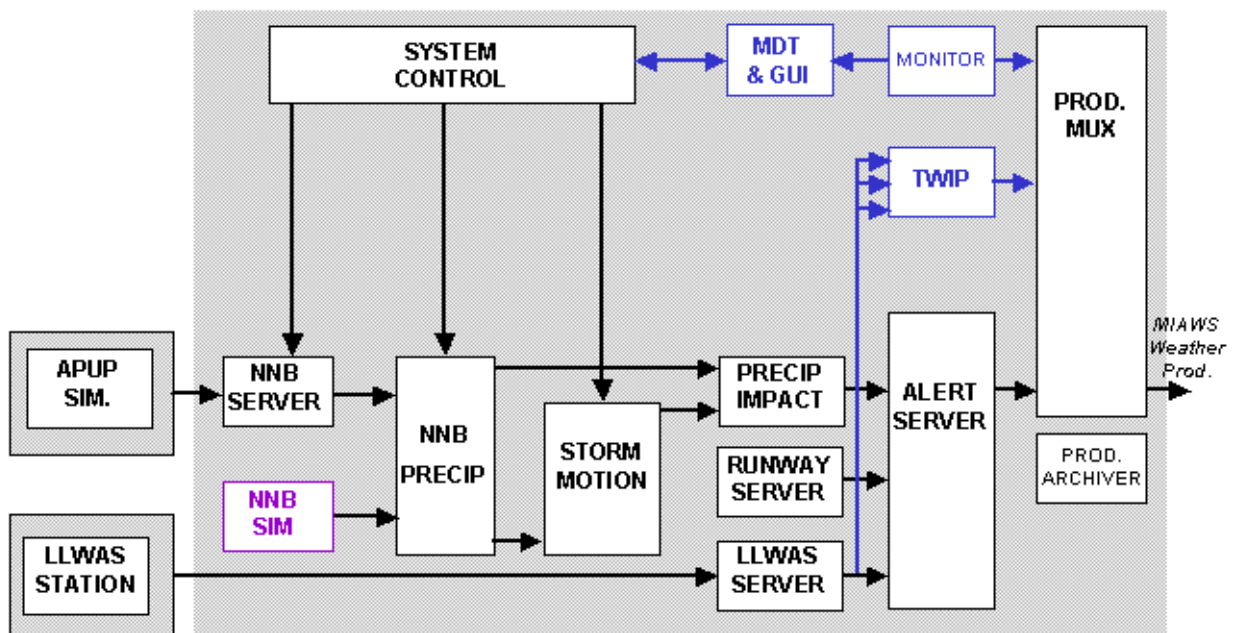 SYSTEM
CONTROL
MDT
& GUI
MONITOR
PROD.
MUX
TWIP
APUP
SIM.
NNB
SERVER
NNB
PRECIP
STORM
MOTION
PRECIP
IMPACT
ALERT
SERVER
MIAWS
Weather
Prod.
RUNWAY
SERVER
PROD.
ARCHIVER
NNB
SIM
LLWAS
STATION
LLWAS
SERVER